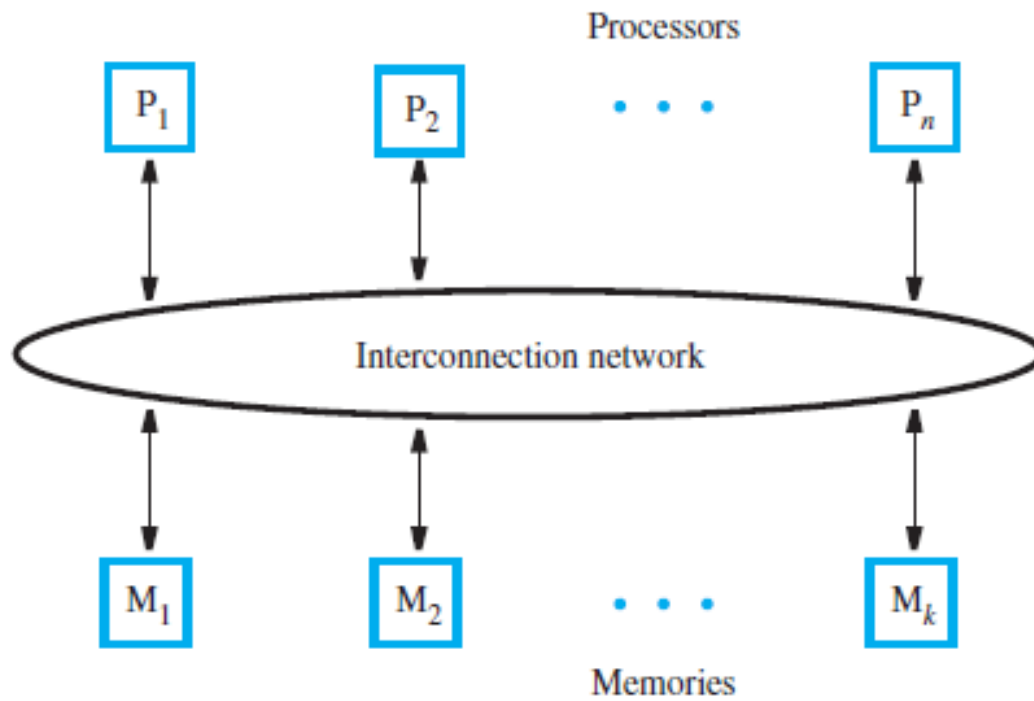 Processors
P1 P2 . . . Pn
Interconnection network
M1 M2 . . . Mk
Memories